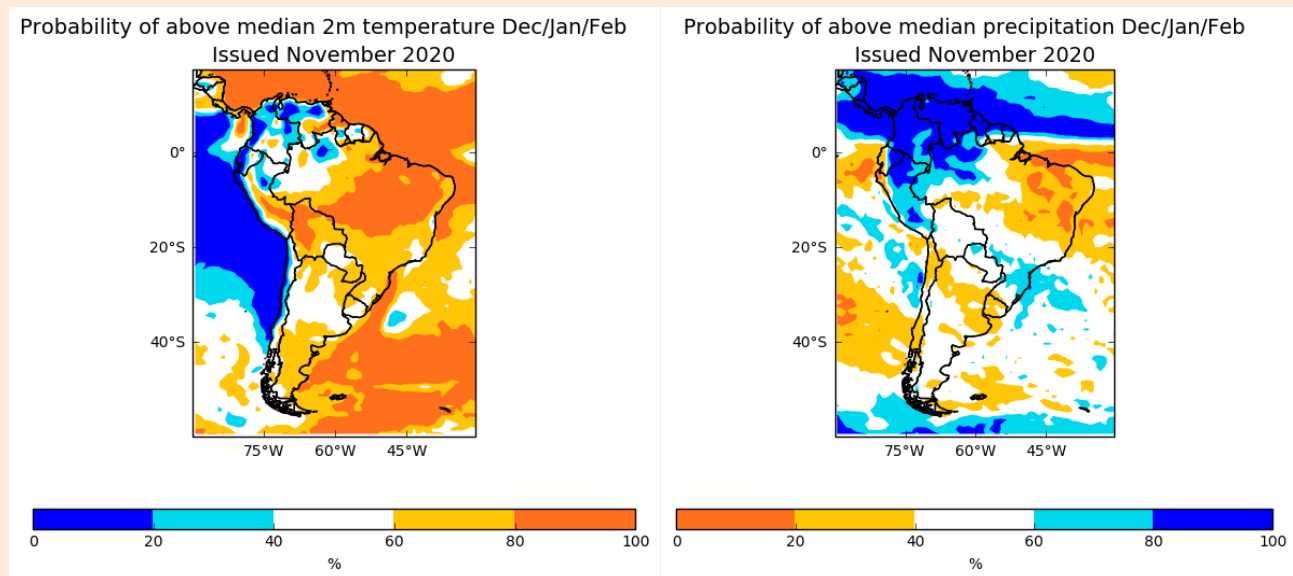 Probability of above median 2m temperature Dec/Jan/Feb
Issued November 2020
0°
20°S
40°S
75°W 60°W 45°W
0 20 40 60 80 100
%
Probability of above median precipitation Dec/Jan/Feb
Issued November 2020
0°
20°S
40°S
75°W 60°W 45°W
0 20 40 60 80 100
%